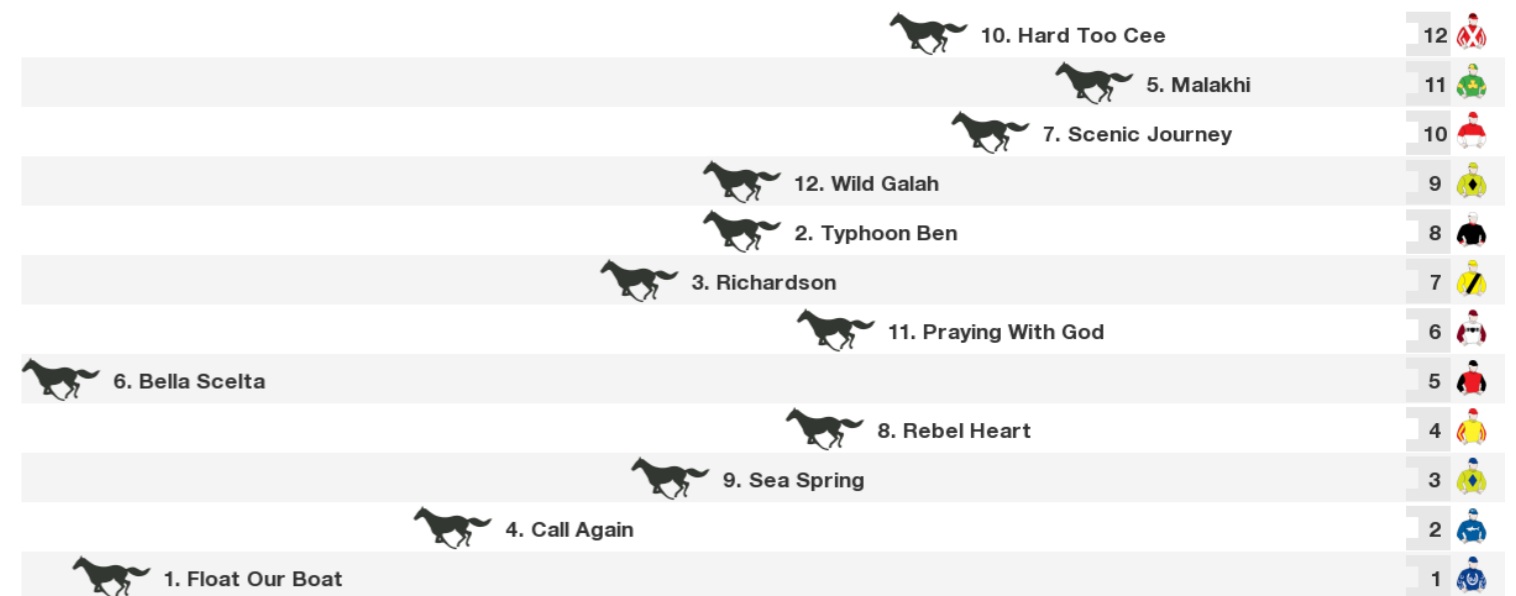 10. Hard Too Cee 12
5. Malakhi 11
7. Scenic Journey 10
12. Wild Galah 9
2. Typhoon Ben 8
3. Richardson 7
11. Praying With God 6
6. Bella Scelta 5
8. Rebel Heart 4
9. Sea Spring 3
4. Call Again 2
1. Float Our Boat 1